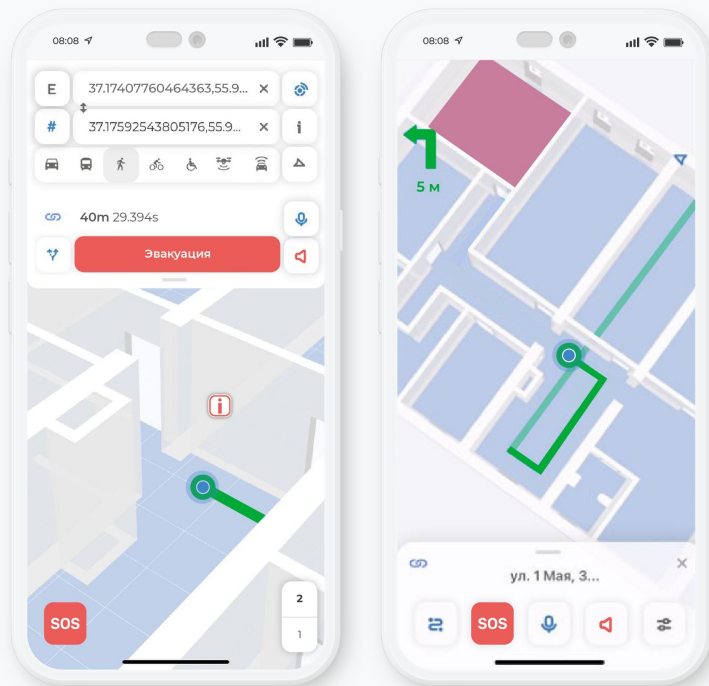 08:08
E 37.17407760464363,55.9...
# 37.17592543805176,55.9... i
40m 29.394s
Эвакуация
i
SOS
2
1
08:08
5 м
ул. 1 Мая, 3...
SOS